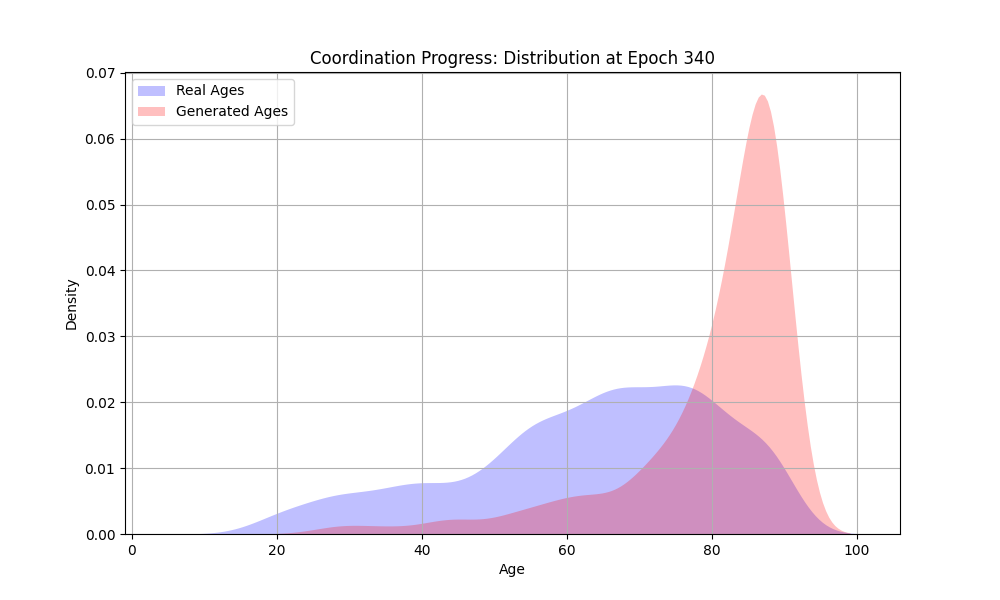 Coordination Progress: Distribution at Epoch 340
Real Ages
Generated Ages
0.07
0.06
0.05
0.04
0.03
0.02
0.01
0.00
Density
0 20 40 60 80 100
Age